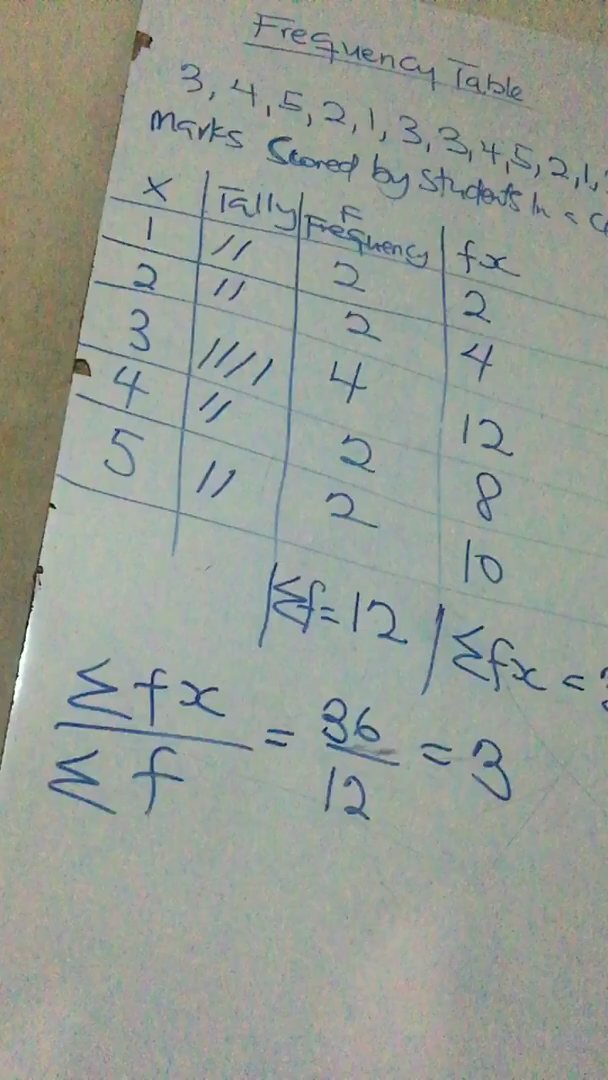 Frequency Table
3, 4, 5, 2, 1, 3, 3, 4, 5, 2, 1,
Marks Scored by Students in a
x Tally F Frequency fx
1 // 2 2
2 // 2 4
3 //// 4 12
4 // 2 8
5 // 2 10
Σf = 12 Σfx =
Σfx / Σf = 36 / 12 = 3